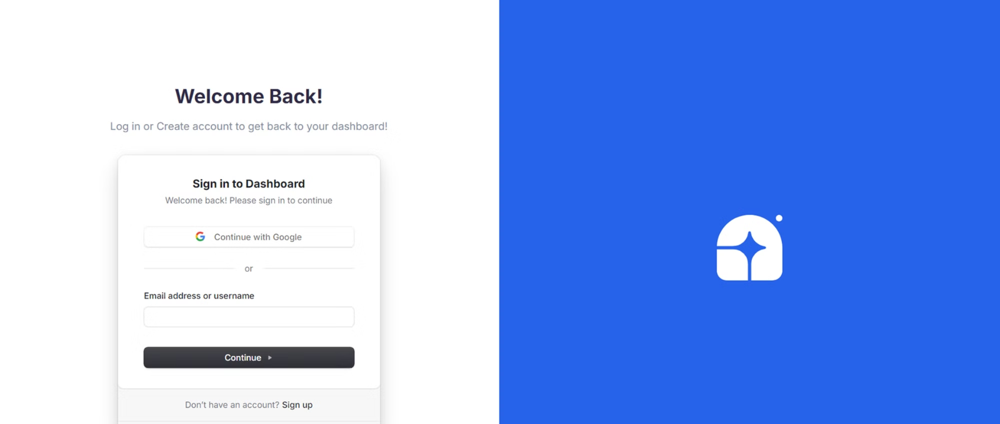 Welcome Back!
Log in or Create account to get back to your dashboard!
Sign in to Dashboard
Welcome back! Please sign in to continue
Continue with Google
or
Email address or username
Continue
Don’t have an account? Sign up